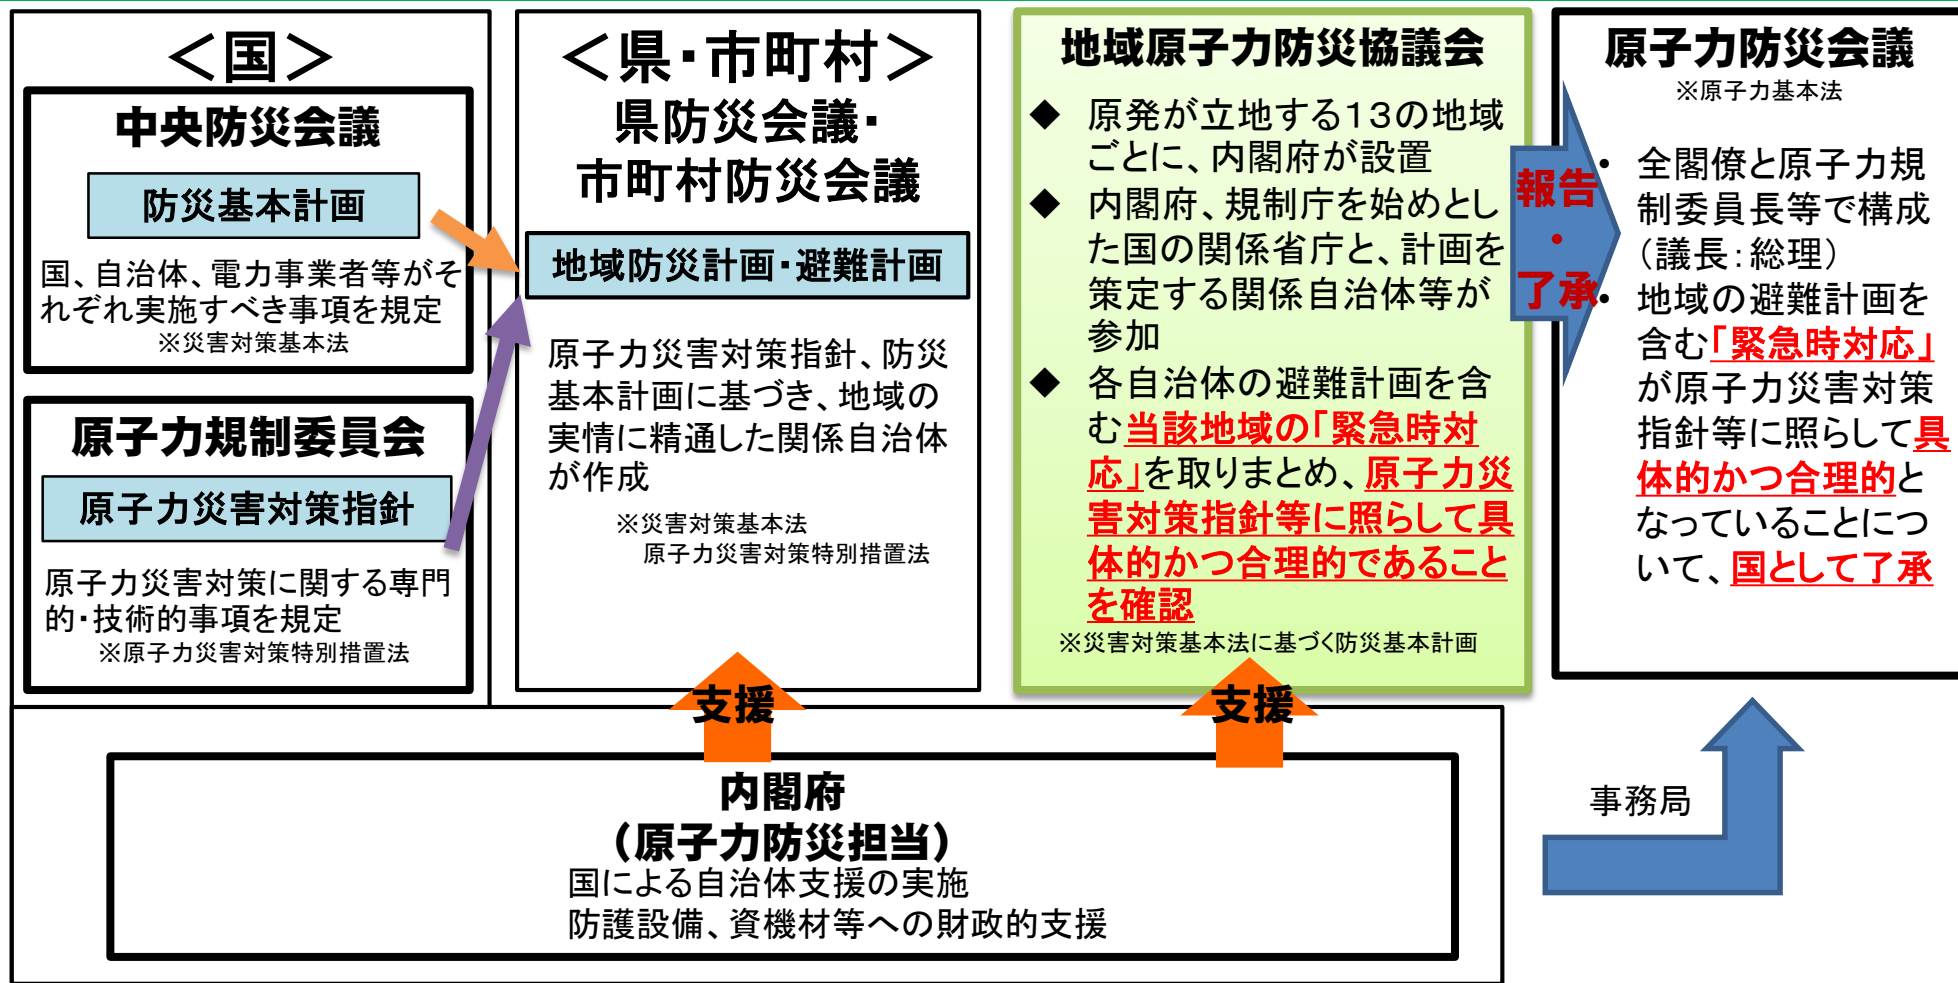 ＜国＞
中央防災会議
防災基本計画
国、自治体、電力事業者等がそ
れぞれ実施すべき事項を規定
※災害対策基本法
原子力規制委員会
原子力災害対策指針
原子力災害対策に関する専門
的・技術的事項を規定
※原子力災害対策特別措置法
＜県・市町村＞
県防災会議・
市町村防災会議
地域防災計画・避難計画
原子力災害対策指針、防災
基本計画に基づき、地域の
実情に精通した関係自治体
が作成
※災害対策基本法
原子力災害対策特別措置法
支援
地域原子力防災協議会
◆ 原発が立地する１３の地域
ごとに、内閣府が設置
◆ 内閣府、規制庁を始めとし
た国の関係省庁と、計画を
策定する関係自治体等が
参加
◆ 各自治体の避難計画を含
む当該地域の「緊急時対
応」を取りまとめ、原子力災
害対策指針等に照らして具
体的かつ合理的であること
を確認
※災害対策基本法に基づく防災基本計画
支援
報告
・
了承
原子力防災会議
※原子力基本法
• 全閣僚と原子力規
制委員長等で構成
（議長：総理）
• 地域の避難計画を
含む「緊急時対応」
が原子力災害対策
指針等に照らして具
体的かつ合理的と
なっていることにつ
いて、国として了承
内閣府
（原子力防災担当）
国による自治体支援の実施
防護設備、資機材等への財政的支援
事務局